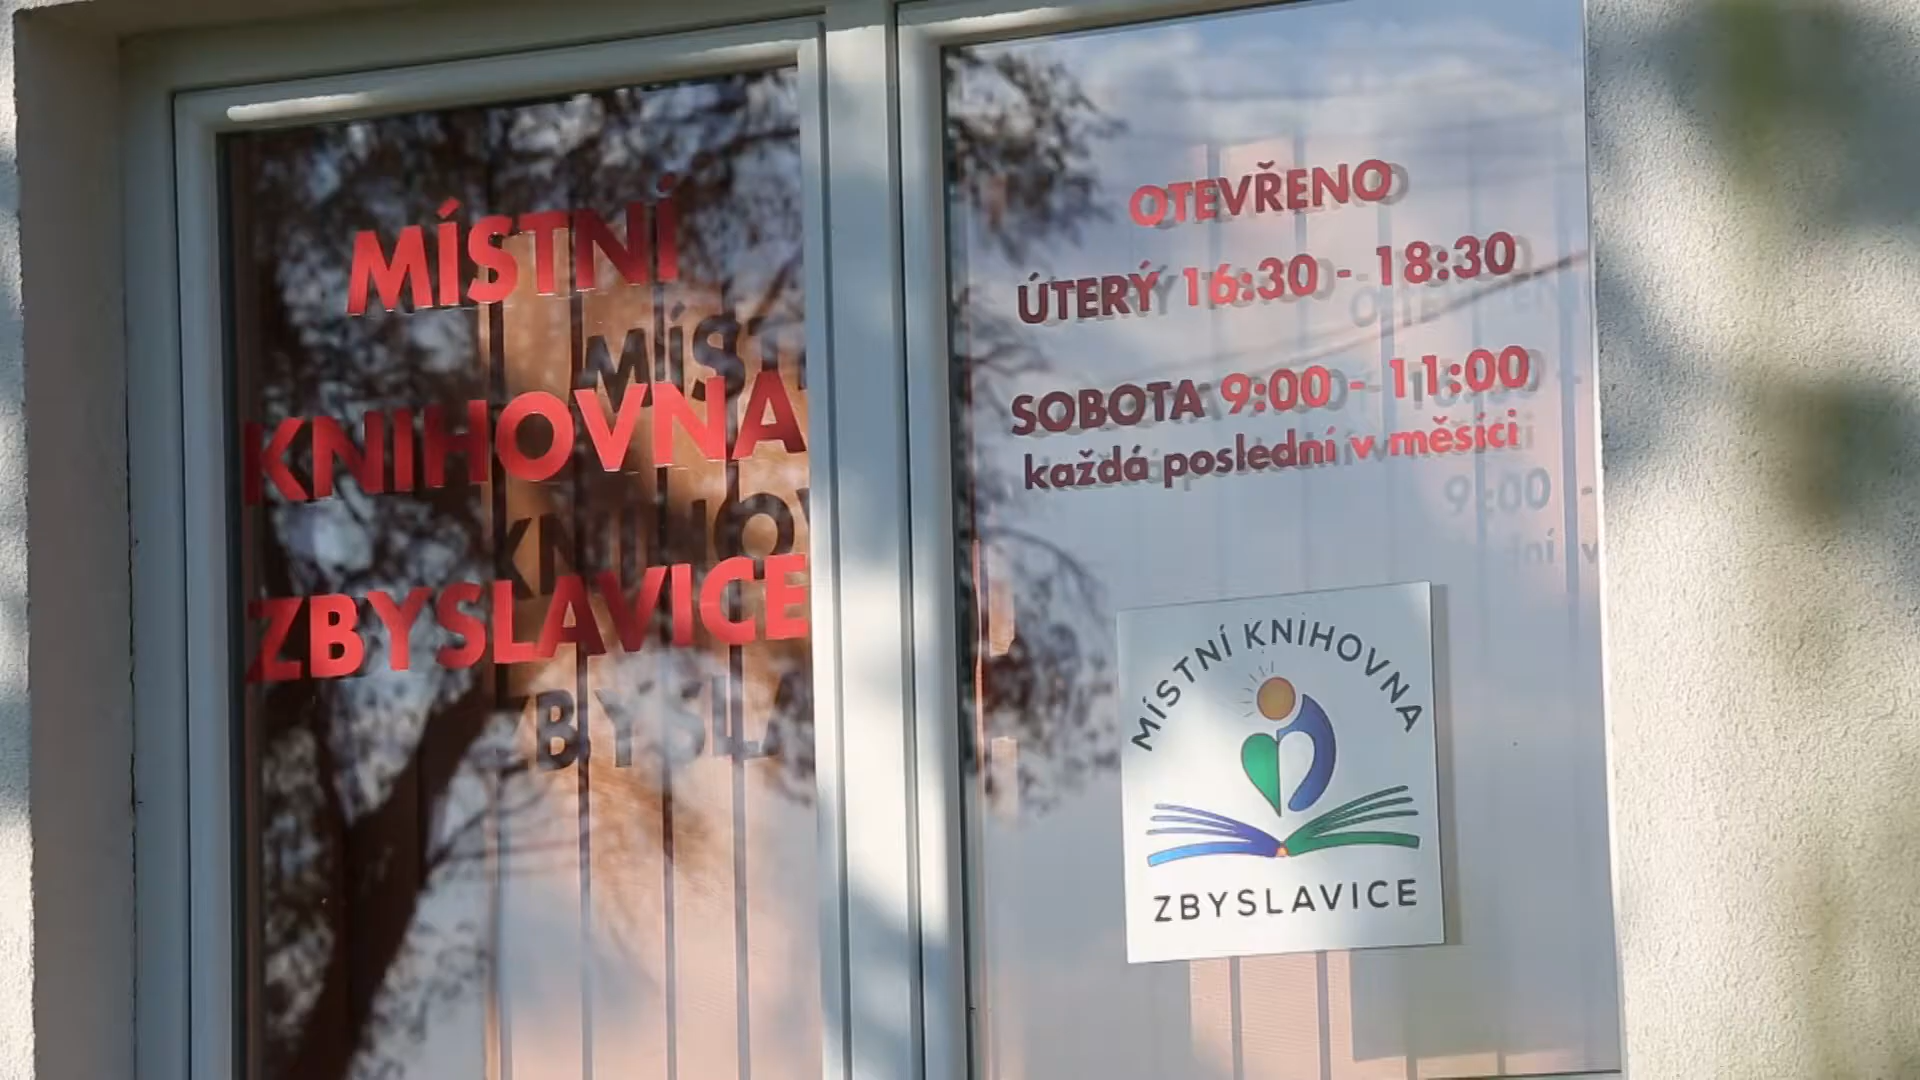 MÍSTNÍ
KNIHOVNA
ZBYSLAVICE
OTEVŘENO
ÚTERÝ 16:30 - 18:30
SOBOTA 9:00 - 11:00
každá poslední v měsíci
MÍSTNÍ KNIHOVNA
ZBYSLAVICE